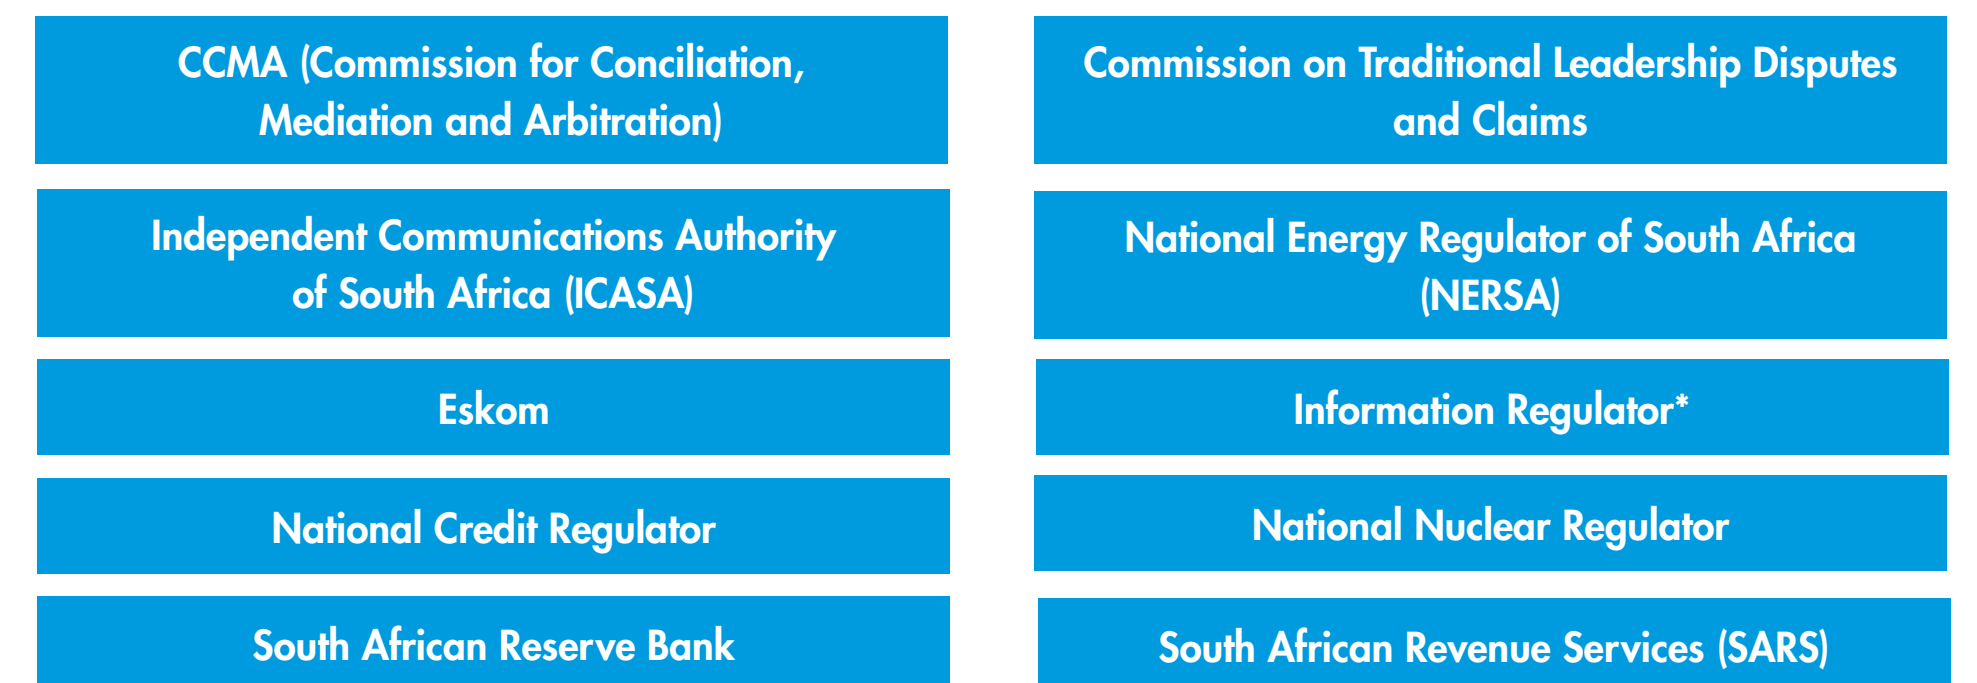 CCMA (Commission for Conciliation,
Mediation and Arbitration)
Commission on Traditional Leadership Disputes
and Claims
Independent Communications Authority
of South Africa (ICASA)
National Energy Regulator of South Africa
(NERSA)
Eskom
Information Regulator*
National Credit Regulator
National Nuclear Regulator
South African Reserve Bank
South African Revenue Services (SARS)